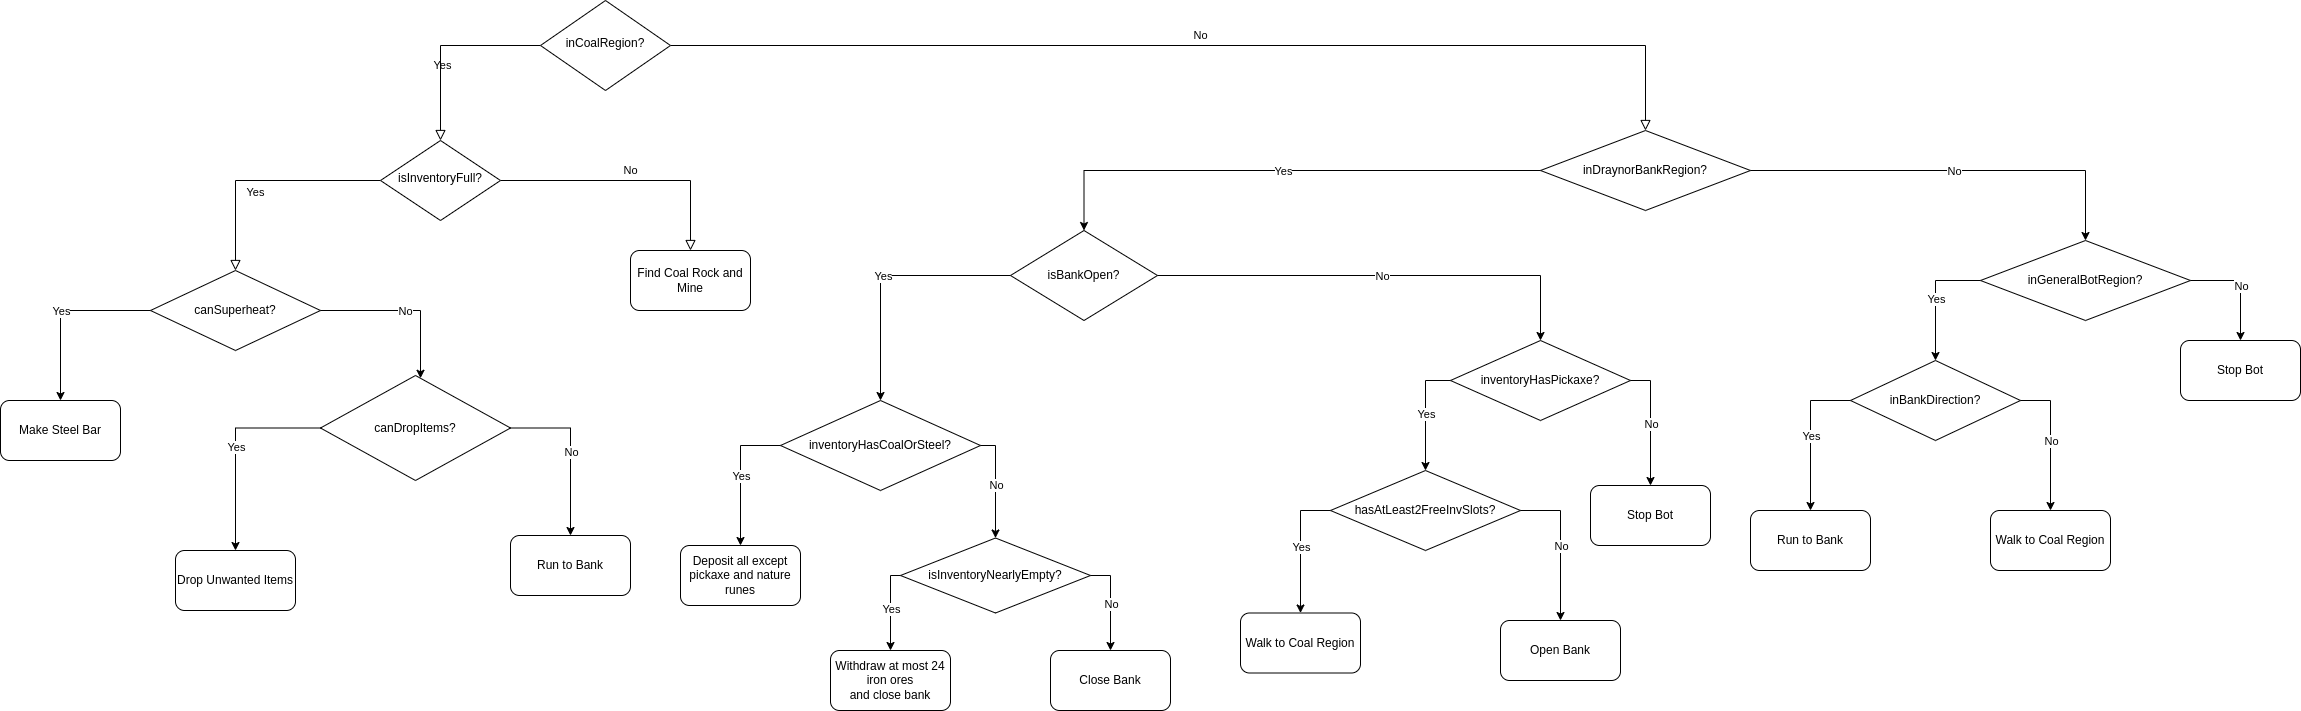 inCoalRegion?
No
Yes
isInventoryFull?
No
Yes
inDraynorBankRegion?
Yes
No
Find Coal Rock and
Mine
isBankOpen?
Yes
No
inGeneralBotRegion?
Yes
No
canSuperheat?
Yes
No
Stop Bot
inventoryHasPickaxe?
Yes
No
inBankDirection?
Yes
No
Make Steel Bar
canDropItems?
Yes
No
inventoryHasCoalOrSteel?
Yes
No
hasAtLeast2FreeInvSlots?
Yes
No
Stop Bot
Run to Bank
Walk to Coal Region
Drop Unwanted Items
Run to Bank
Deposit all except
pickaxe and nature
runes
isInventoryNearlyEmpty?
Yes
No
Walk to Coal Region
Open Bank
Withdraw at most 24
iron ores
and close bank
Close Bank